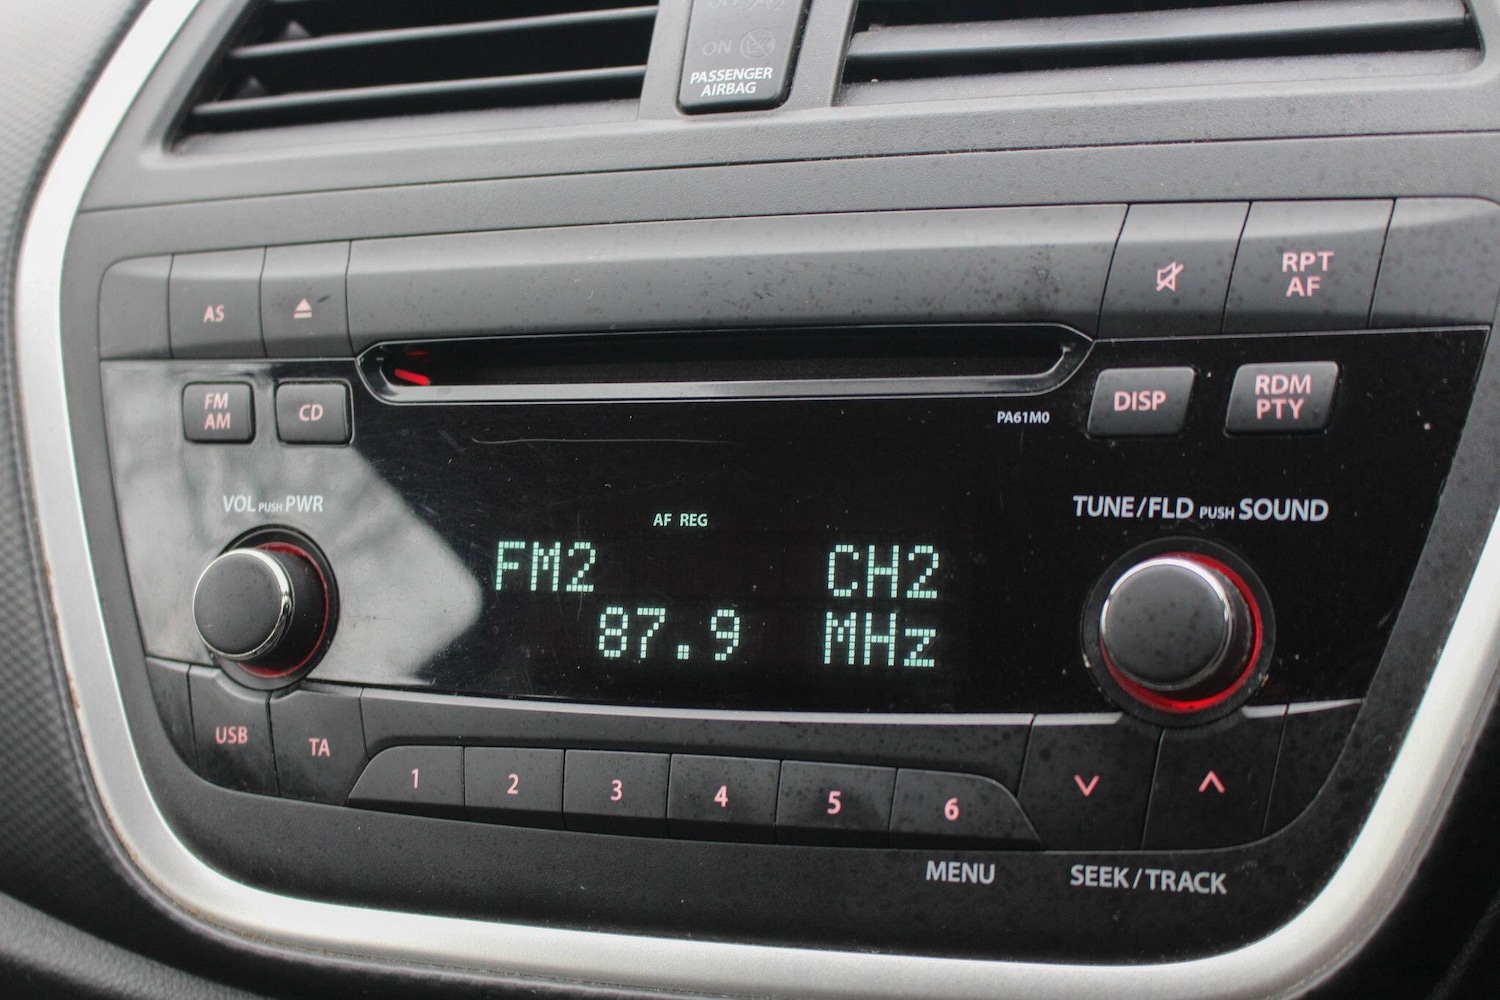 ON
PASSENGER
AIRBAG
AS
RPT
AF
FM
AM
CD
PA61M0
DISP
RDM
PTY
VOL PUSH PWR
TUNE/FLD PUSH SOUND
AF REG
FM2 CH2
87.9 MHz
USB
TA
1
2
3
4
5
6
MENU
SEEK/TRACK